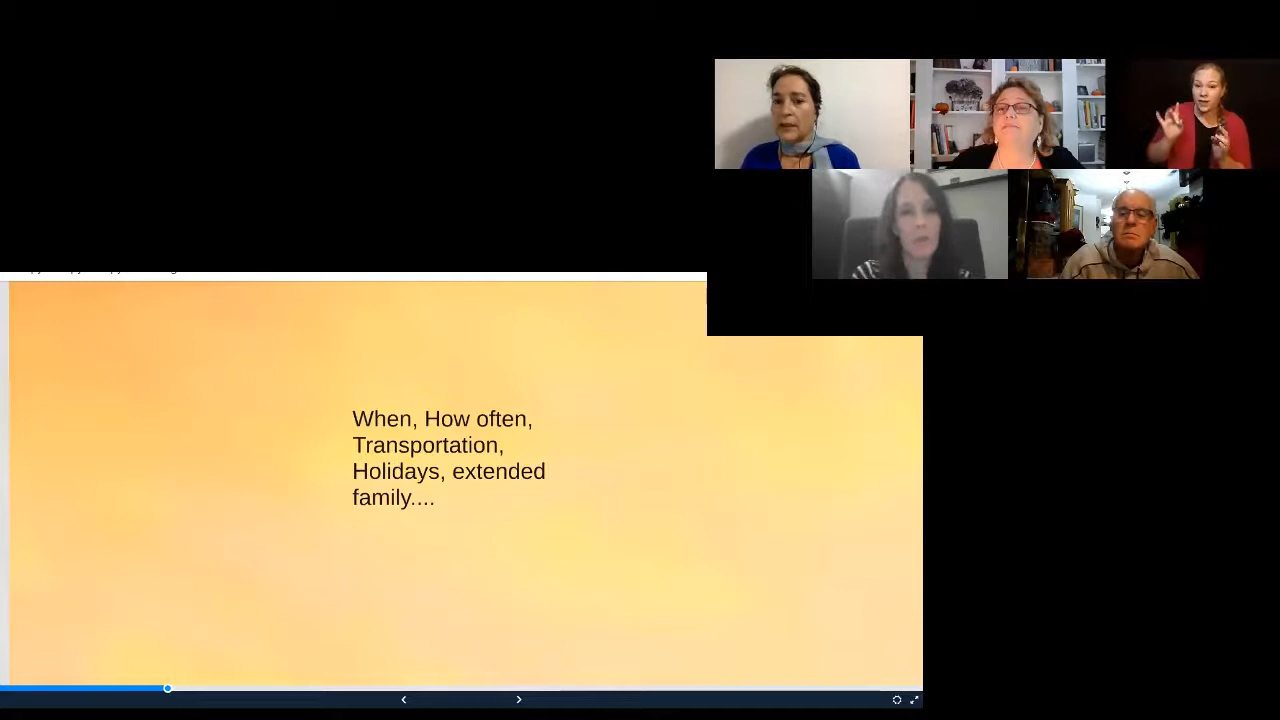 When, How often,
Transportation,
Holidays, extended
family....